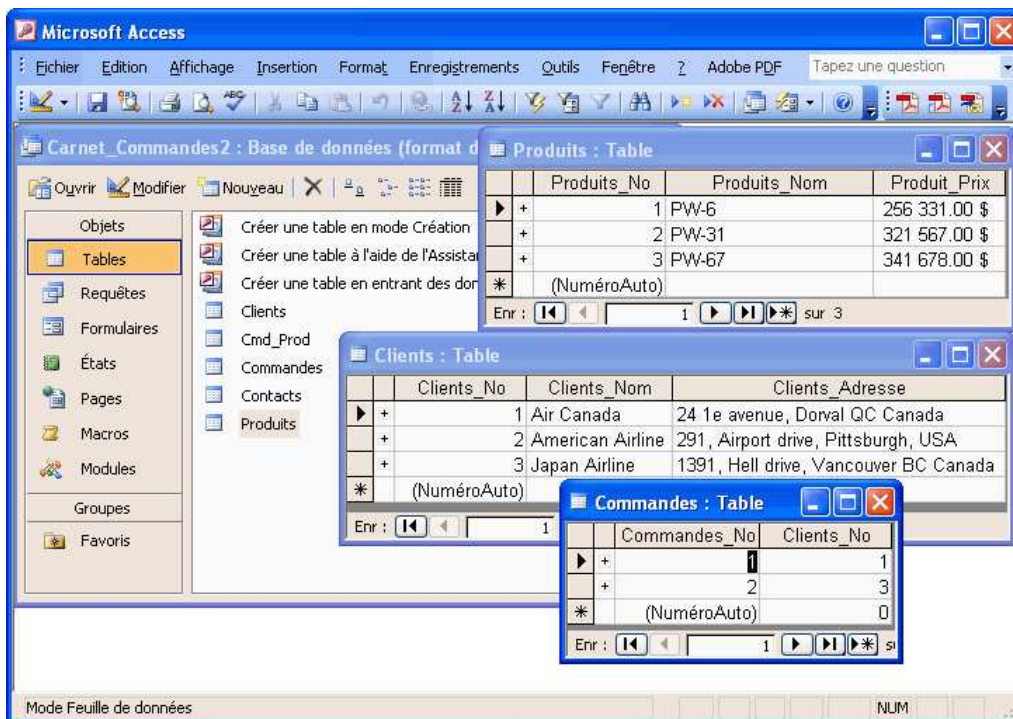 Microsoft Access
Fichier Edition Affichage Insertion Format Enregistrements Outils Fenêtre ? Adobe PDF Tapez une question
Carnet_Commandes2 : Base de données (format d
Ouvrir Modifier Nouveau
Objets
Tables
Requêtes
Formulaires
États
Pages
Macros
Modules
Groupes
Favoris
Créer une table en mode Création
Créer une table à l'aide de l'Assista
Créer une table en entrant des don
Clients
Cmd_Prod
Commandes
Contacts
Produits
Produits : Table
Produits_No Produits_Nom Produit_Prix
1 PW-6 256 331.00 $
2 PW-31 321 567.00 $
3 PW-67 341 678.00 $
(NuméroAuto)
Enr : 1 sur 3
Clients : Table
Clients_No Clients_Nom Clients_Adresse
1 Air Canada 24 1e avenue, Dorval QC Canada
2 American Airline 291, Airport drive, Pittsburgh, USA
3 Japan Airline 1391, Hell drive, Vancouver BC Canada
(NuméroAuto)
Enr : 1
Commandes : Table
Commandes_No Clients_No
1 1
2 3
(NuméroAuto) 0
Enr : 1
Mode Feuille de données NUM